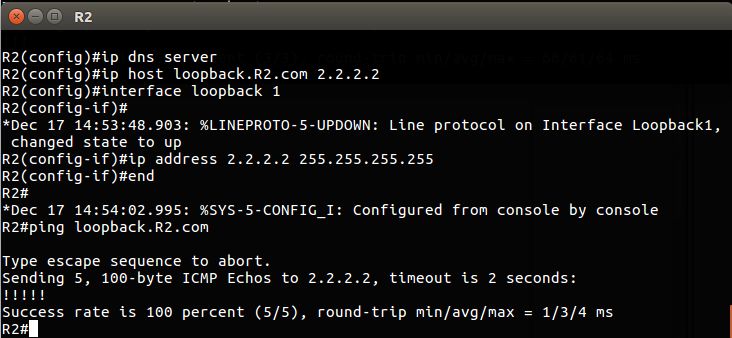 R2
R2(config)#ip dns server
R2(config)#ip host loopback.R2.com 2.2.2.2
R2(config)#interface loopback 1
R2(config-if)#
*Dec 17 14:53:48.903: %LINEPROTO-5-UPDOWN: Line protocol on Interface Loopback1,
changed state to up
R2(config-if)#ip address 2.2.2.2 255.255.255.255
R2(config-if)#end
R2#
*Dec 17 14:54:02.995: %SYS-5-CONFIG_I: Configured from console by console
R2#ping loopback.R2.com
Type escape sequence to abort.
Sending 5, 100-byte ICMP Echos to 2.2.2.2, timeout is 2 seconds:
!!!!!
Success rate is 100 percent (5/5), round-trip min/avg/max = 1/3/4 ms
R2#